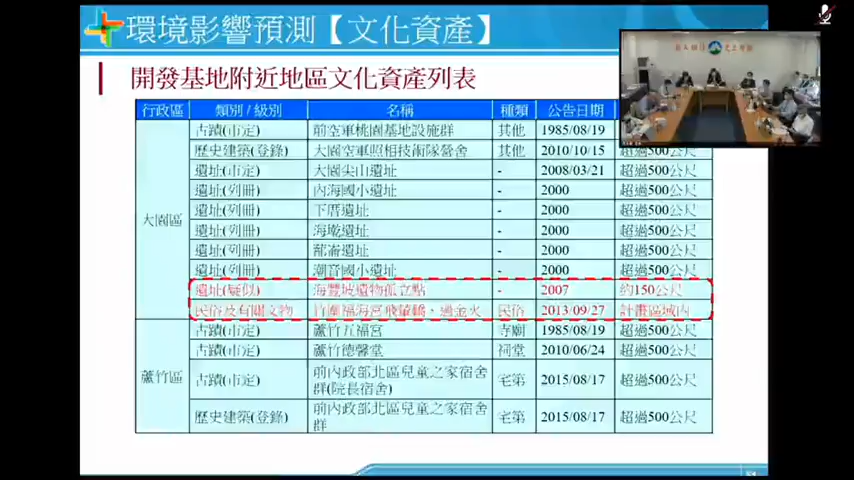 環境影響預測【文化資產】
開發基地附近地區文化資產列表
行政區 類別/級別 名稱 種類 公告日期
大園區
古蹟(市定) 前空軍桃園基地設施群 其他 1985/08/19
歷史建築(登錄) 大園空軍照相技術隊營舍 其他 2010/10/15 超過500公尺
遺址(市定) 大園尖山遺址 - 2008/03/21 超過500公尺
遺址(列冊) 內海國小遺址 - 2000 超過500公尺
遺址(列冊) 下厝遺址 - 2000 超過500公尺
遺址(列冊) 海墘遺址 - 2000 超過500公尺
遺址(列冊) 遺址 - 2000 超過500公尺
遺址(列冊) 潮音國小遺址 - 2000 超過500公尺
遺址(疑似) 海豐坡遺物孤立點 - 2007 約150公尺
民俗及有關文物 竹圍福海宮飛輦轎、過金火 民俗 2013/09/27 計畫區域內
蘆竹區
古蹟(市定) 蘆竹五福宮 寺廟 1985/08/19 超過500公尺
古蹟(市定) 蘆竹德馨堂 祠堂 2010/06/24 超過500公尺
古蹟(市定) 前內政部北區兒童之家宿舍群(院長宿舍) 宅第 2015/08/17 超過500公尺
歷史建築(登錄) 前內政部北區兒童之家宿舍群 宅第 2015/08/17 超過500公尺